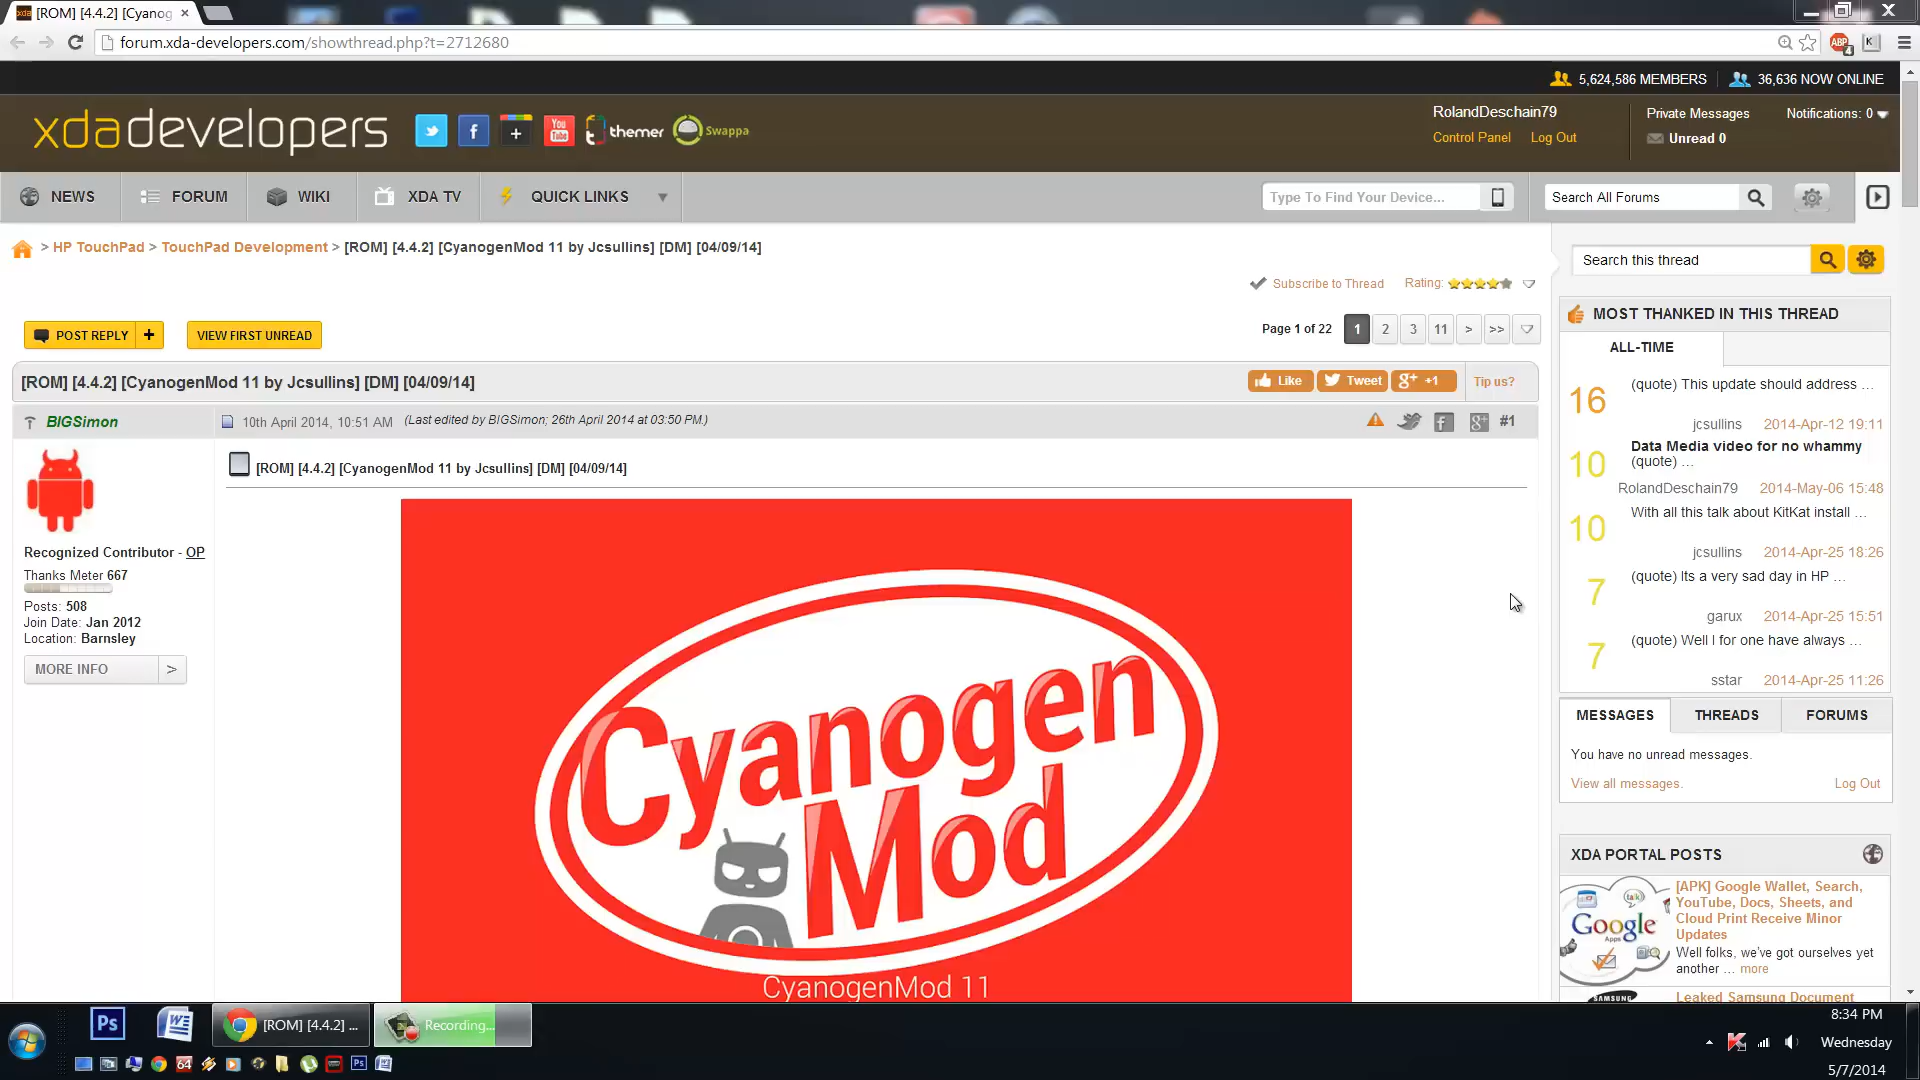 [ROM] [4.4.2] [Cyanog
forum.xda-developers.com/showthread.php?t=2712680
ABP
4
K
5,624,586 MEMBERS
36,636 NOW ONLINE
xdadevelopers
f
+
You Tube
themer
Swappa
RolandDeschain79
Control Panel
Log Out
Private Messages
Unread 0
Notifications: 0
NEWS
FORUM
WIKI
XDA TV
QUICK LINKS
Type To Find Your Device...
Search All Forums
> HP TouchPad > TouchPad Development > [ROM] [4.4.2] [CyanogenMod 11 by Jcsullins] [DM] [04/09/14]
Search this thread
Subscribe to Thread
Rating:
POST REPLY +
VIEW FIRST UNREAD
Page 1 of 22
1
2
3
11
>
>>
[ROM] [4.4.2] [CyanogenMod 11 by Jcsullins] [DM] [04/09/14]
Like
Tweet
g+ +1
Tip us?
BIGSimon
10th April 2014, 10:51 AM
(Last edited by BIGSimon; 26th April 2014 at 03:50 PM.)
#1
[ROM] [4.4.2] [CyanogenMod 11 by Jcsullins] [DM] [04/09/14]
Recognized Contributor - OP
Thanks Meter 667
Posts: 508
Join Date: Jan 2012
Location: Barnsley
MORE INFO >
Cyanogen
Mod
CyanogenMod 11
MOST THANKED IN THIS THREAD
ALL-TIME
16
(quote) This update should address ...
jcsullins 2014-Apr-12 19:11
10
Data Media video for no whammy
(quote) ...
RolandDeschain79 2014-May-06 15:48
10
With all this talk about KitKat install ...
jcsullins 2014-Apr-25 18:26
7
(quote) Its a very sad day in HP ...
garux 2014-Apr-25 15:51
7
(quote) Well I for one have always ...
sstar 2014-Apr-25 11:26
MESSAGES
THREADS
FORUMS
You have no unread messages.
View all messages.
Log Out
XDA PORTAL POSTS
talk
Google
Apps
[APK] Google Wallet, Search,
YouTube, Docs, Sheets, and
Cloud Print Receive Minor
Updates
Well folks, we've got ourselves yet
another ... more
SAMSUNG
Leaked Samsung Document
Ps
W
[ROM] [4.4.2] ...
Recording...
64
Ps
W
8:34 PM
Wednesday
5/7/2014